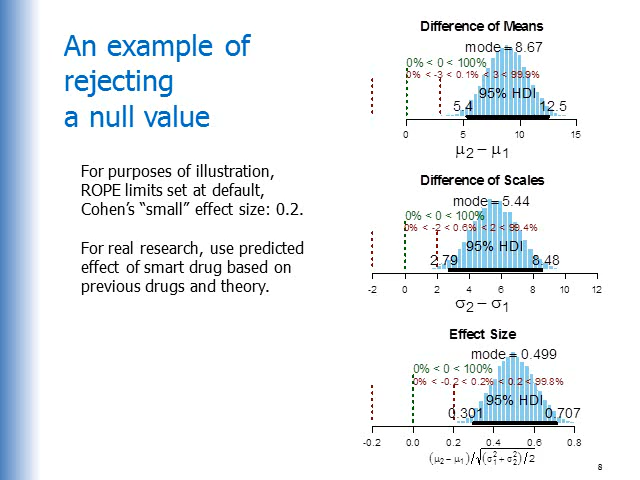 An example of
rejecting
a null value
For purposes of illustration,
ROPE limits set at default,
Cohen’s “small” effect size: 0.2.
For real research, use predicted
effect of smart drug based on
previous drugs and theory.
Difference of Means
mode = 8.67
0% < 0 < 100%
0% < -3 < 0.1% < 3 < 99.9%
95% HDI
5.4 12.5
0 5 10 15
μ2 − μ1
Difference of Scales
mode = 5.44
0% < 0 < 100%
0% < -2 < 0.6% < 2 < 99.4%
95% HDI
2.79 8.48
-2 0 2 4 6 8 10 12
σ2 − σ1
Effect Size
mode = 0.499
0% < 0 < 100%
0% < -0.2 < 0.2% < 0.2 < 99.8%
95% HDI
0.301 0.707
-0.2 0.0 0.2 0.4 0.6 0.8
(μ2 − μ1)/√(σ1² + σ2²)/2
8